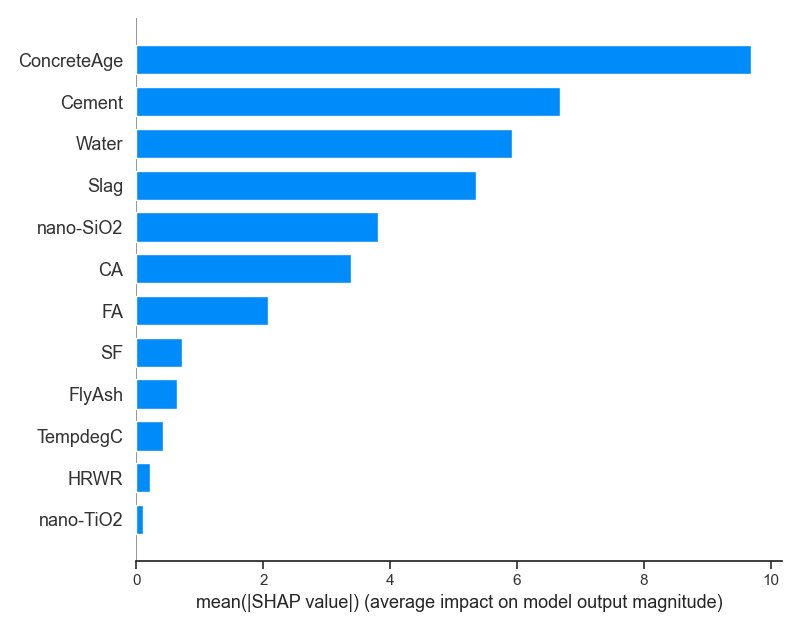 ConcreteAge
Cement
Water
Slag
nano-SiO2
CA
FA
SF
FlyAsh
TempdegC
HRWR
nano-TiO2
0 2 4 6 8 10
mean(|SHAP value|) (average impact on model output magnitude)